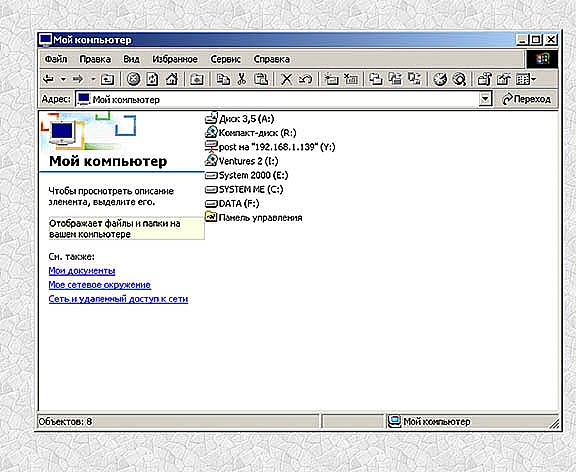 Мой компьютер
Файл Правка Вид Избранное Сервис Справка
Адрес: Мой компьютер Переход
Мой компьютер
Чтобы просмотреть описание
элемента, выделите его.
Отображает файлы и папки на
вашем компьютере
См. также:
Мои документы
Мое сетевое окружение
Сеть и удаленный доступ к сети
Диск 3,5 (A:)
Компакт-диск (R:)
post на "192.168.1.139" (Y:)
Ventures 2 (I:)
System 2000 (E:)
SYSTEM ME (C:)
DATA (F:)
Панель управления
Объектов: 8 Мой компьютер